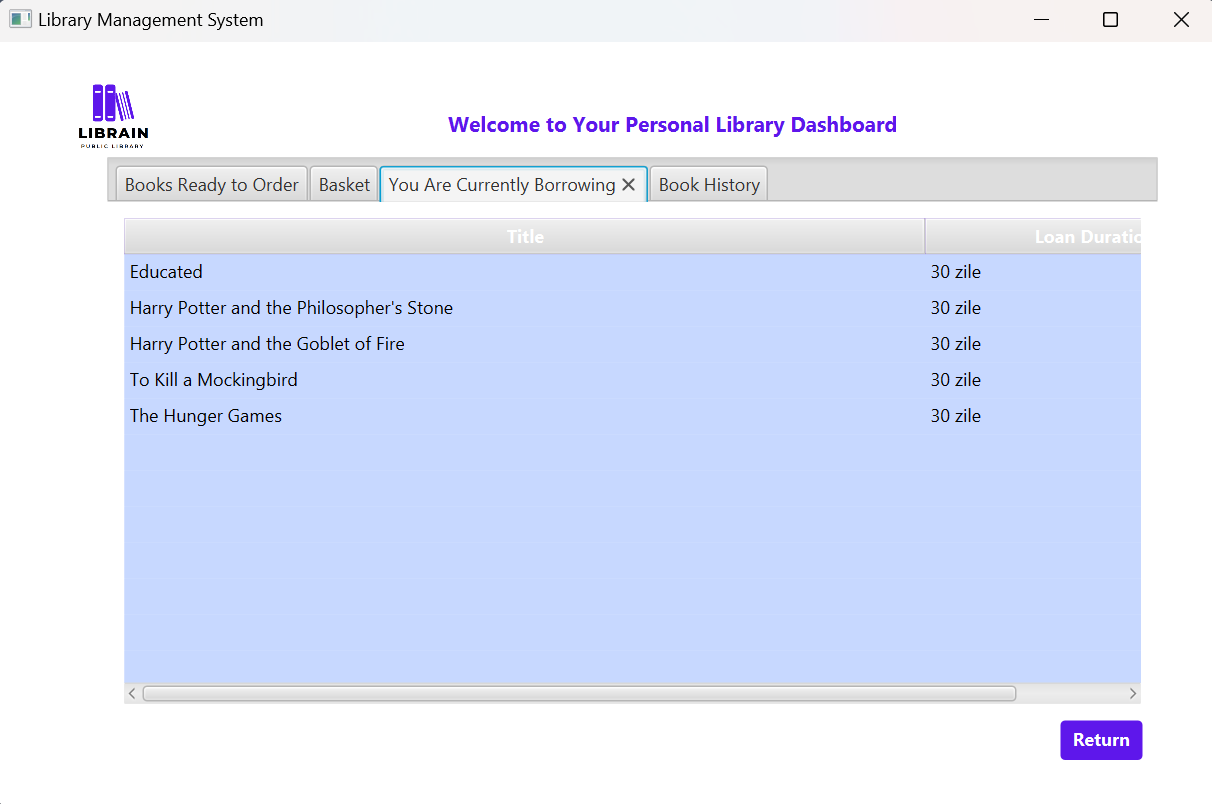 Library Management System
LIBRAIN
PUBLIC LIBRARY
Welcome to Your Personal Library Dashboard
Books Ready to Order Basket You Are Currently Borrowing Book History
Title Loan Duratio
Educated 30 zile
Harry Potter and the Philosopher's Stone 30 zile
Harry Potter and the Goblet of Fire 30 zile
To Kill a Mockingbird 30 zile
The Hunger Games 30 zile
Return